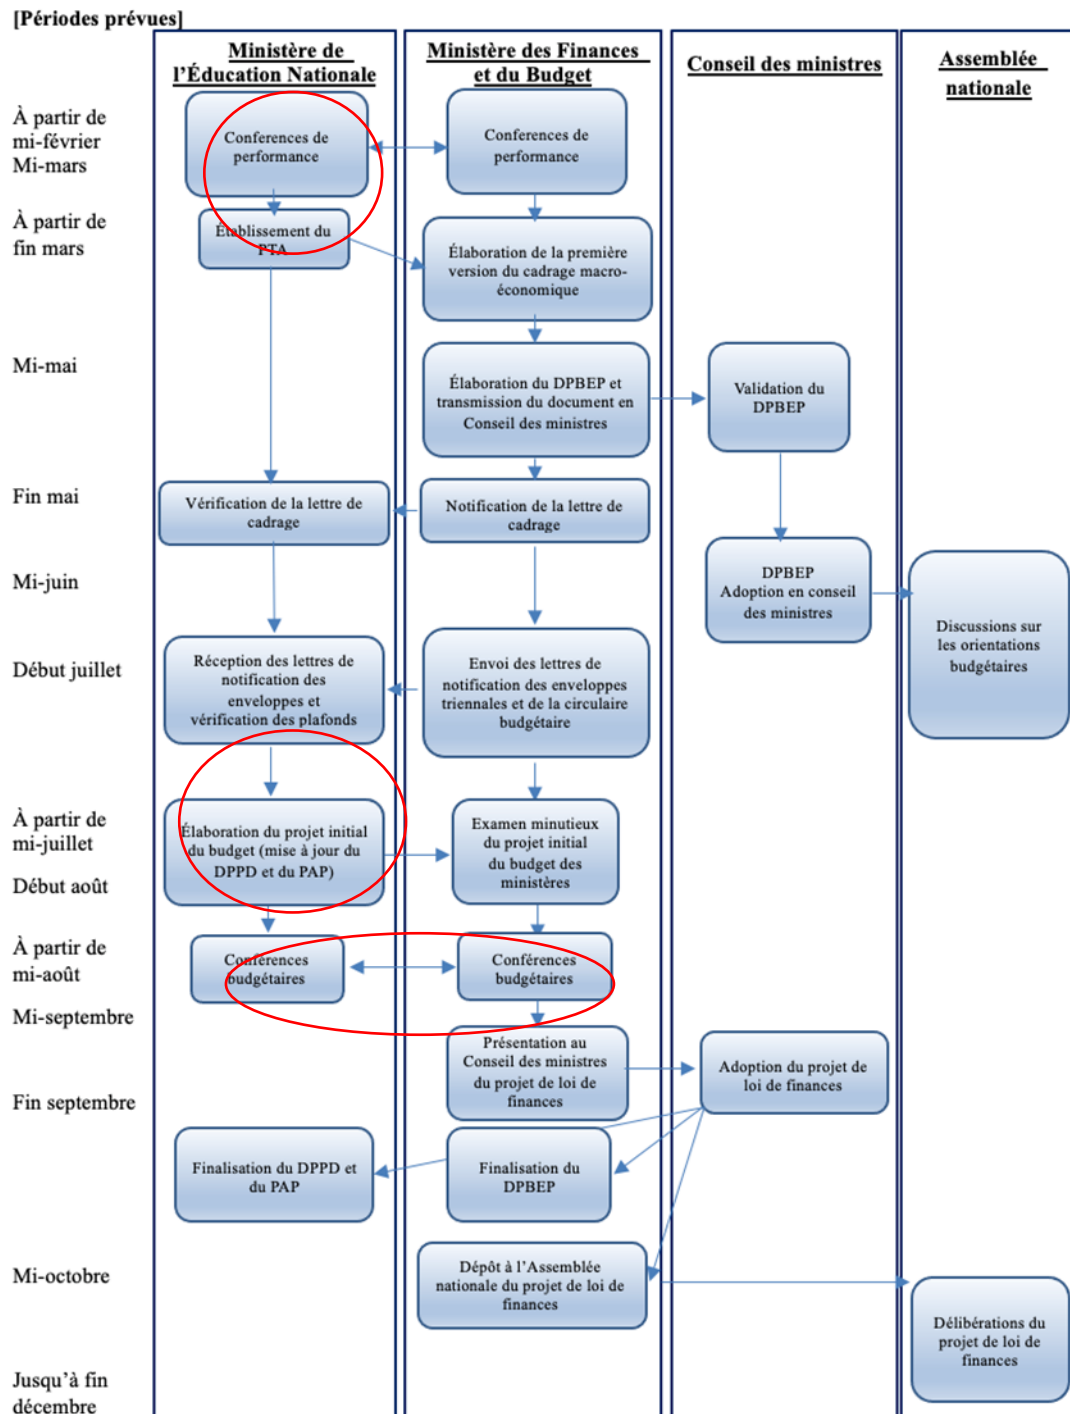 [Périodes prévues]
Ministère de
l'Éducation Nationale
Ministère des Finances
et du Budget
Conseil des ministres
Assemblée
nationale
À partir de
mi-février
Mi-mars
Conferences de
performance
Conferences de
performance
À partir de
fin mars
Établissement du
PTA
Élaboration de la première
version du cadrage macro-
économique
Mi-mai
Élaboration du DPBEP et
transmission du document en
Conseil des ministres
Validation du
DPBEP
Fin mai
Vérification de la lettre de
cadrage
Notification de la lettre de
cadrage
Mi-juin
DPBEP
Adoption en conseil
des ministres
Discussions sur
les orientations
budgétaires
Début juillet
Réception des lettres de
notification des
enveloppes et
vérification des plafonds
Envoi des lettres de
notification des enveloppes
triennales et de la circulaire
budgétaire
À partir de
mi-juillet
Début août
Élaboration du projet initial
du budget (mise à jour du
DPPD et du PAP)
Examen minutieux
du projet initial
du budget des
ministères
À partir de
mi-août
Conférences
budgétaires
Conférences
budgétaires
Mi-septembre
Présentation au
Conseil des ministres
du projet de loi de
finances
Adoption du projet de
loi de finances
Fin septembre
Finalisation du DPPD et
du PAP
Finalisation du
DPBEP
Mi-octobre
Dépôt à l'Assemblée
nationale du projet de loi de
finances
Délibérations du
projet de loi de
finances
Jusqu'à fin
décembre